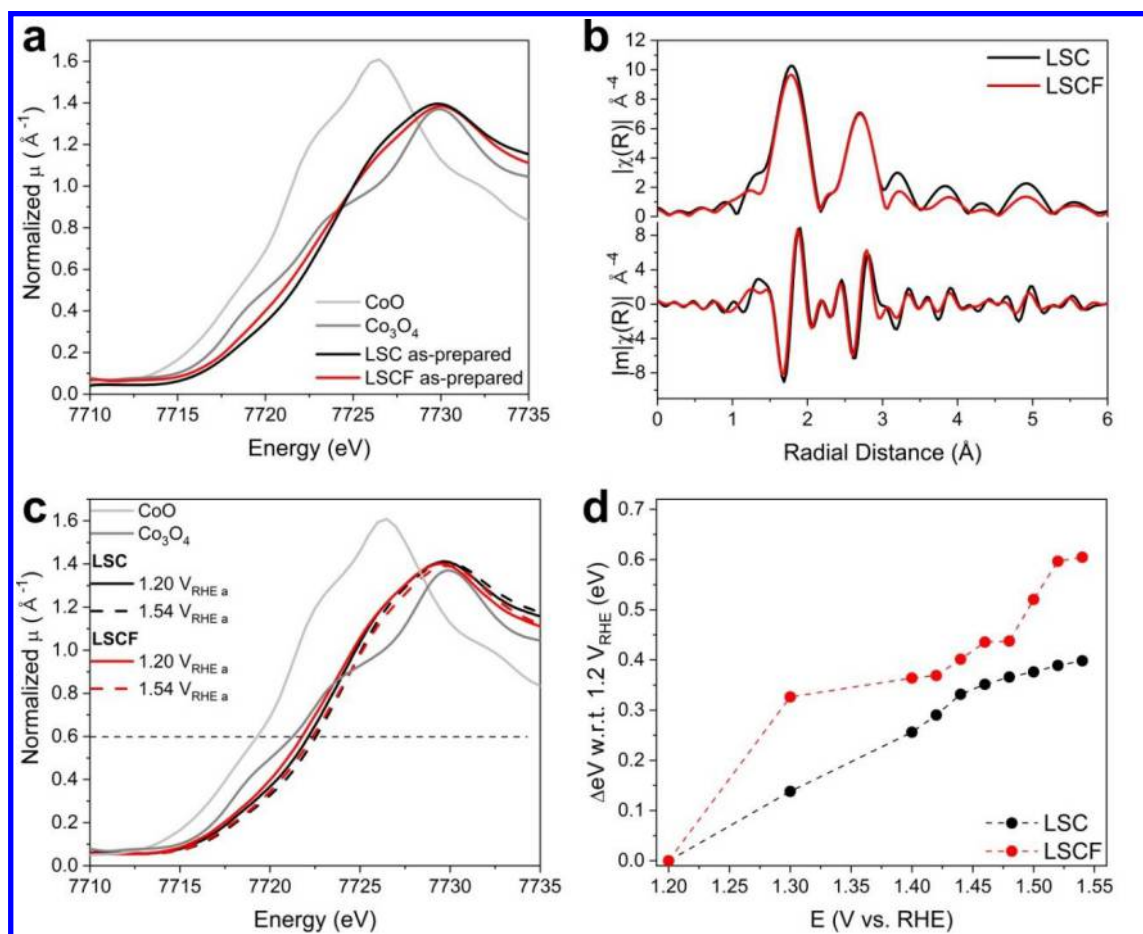 a
Normalized μ ( Å⁻¹)
1.6
1.4
1.2
1.0
0.8
0.6
0.4
0.2
0.0
CoO
Co₃O₄
LSC as-prepared
LSCF as-prepared
7710 7715 7720 7725 7730 7735
Energy (eV)
b
|χ(R)| Å⁻⁴
12
10
8
6
4
2
LSC
LSCF
|m|χ(R)| Å⁻⁴
8
4
0
-4
-8
0 1 2 3 4 5 6
Radial Distance (Å)
c
Normalized μ ( Å⁻¹)
1.6
1.4
1.2
1.0
0.8
0.6
0.4
0.2
0.0
CoO
Co₃O₄
LSC
1.20 V_RHE a
1.54 V_RHE a
LSCF
1.20 V_RHE a
1.54 V_RHE a
7710 7715 7720 7725 7730 7735
Energy (eV)
d
ΔeV w.r.t. 1.2 V_RHE (eV)
0.7
0.6
0.5
0.4
0.3
0.2
0.1
0.0
LSC
LSCF
1.20 1.25 1.30 1.35 1.40 1.45 1.50 1.55
E (V vs. RHE)